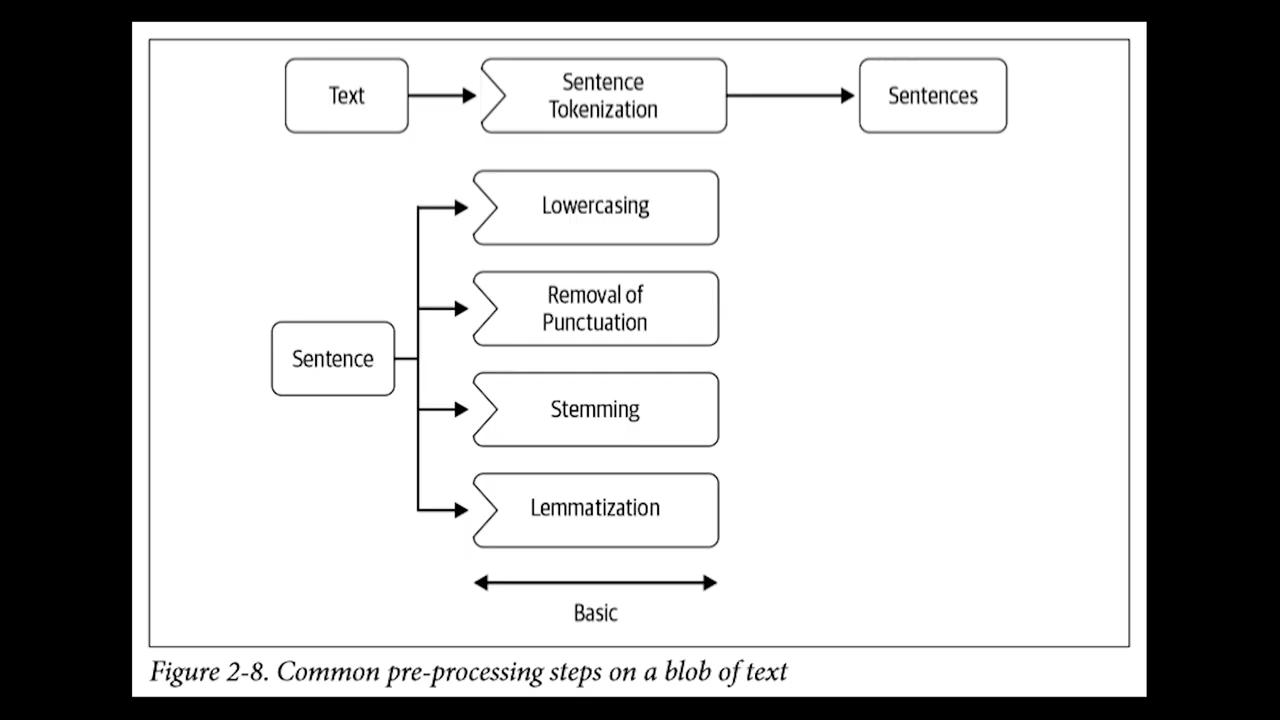 Text
Sentence
Tokenization
Sentences
Lowercasing
Removal of
Punctuation
Sentence
Stemming
Lemmatization
Basic
Figure 2-8. Common pre-processing steps on a blob of text